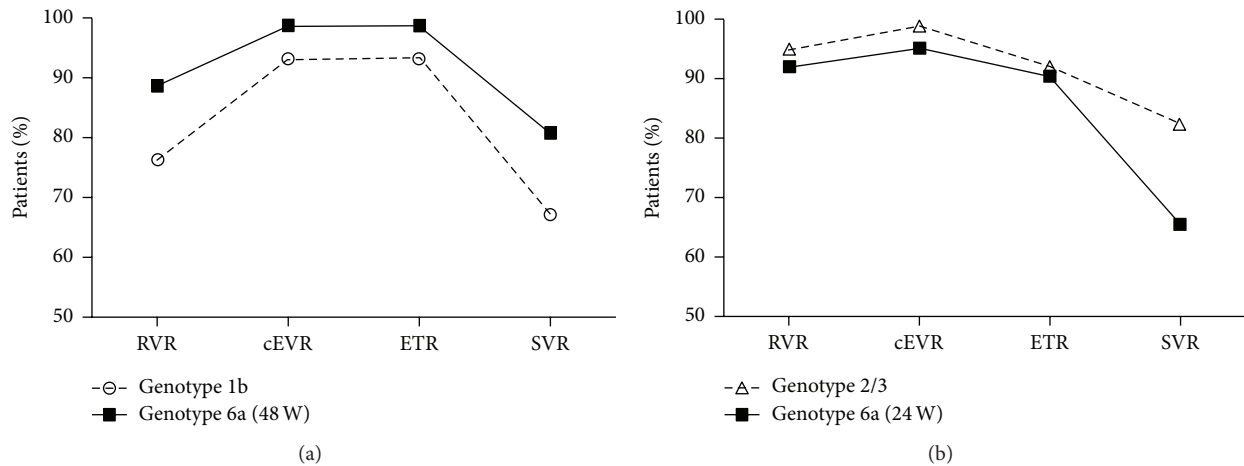 100
90
80
70
60
50
Patients (%)
RVR cEVR ETR SVR
Genotype 1b
Genotype 6a (48 W)
(a)
100
90
80
70
60
50
Patients (%)
RVR cEVR ETR SVR
Genotype 2/3
Genotype 6a (24 W)
(b)